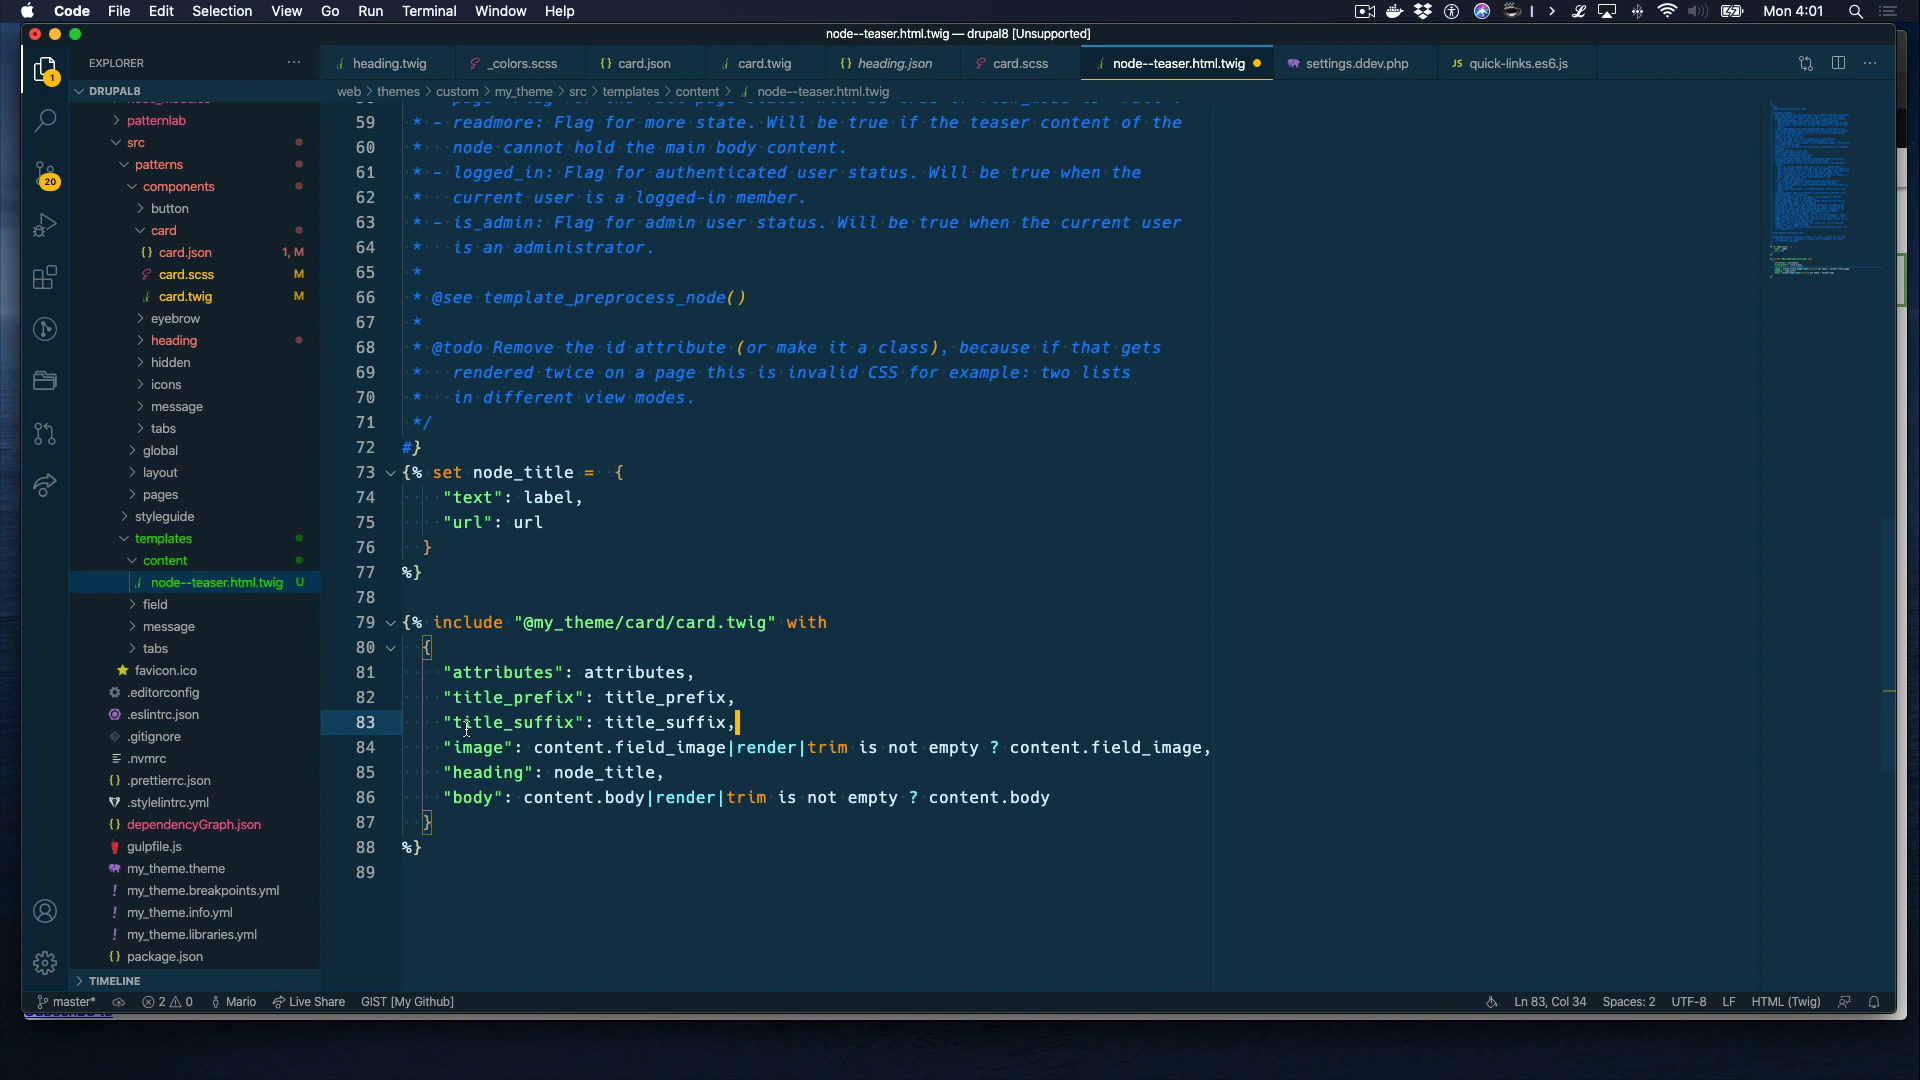 Code File Edit Selection View Go Run Terminal Window Help
Mon 4:01
node--teaser.html.twig — drupal8 [Unsupported]
EXPLORER
heading.twig
_colors.scss
card.json
card.twig
heading.json
card.scss
node--teaser.html.twig
settings.ddev.php
JS quick-links.es6.js
DRUPAL8
web > themes > custom > my_theme > src > templates > content > node--teaser.html.twig
1
20
patternlab
src
patterns
components
button
card
card.json 1, M
card.scss M
card.twig M
eyebrow
heading
hidden
icons
message
tabs
global
layout
pages
styleguide
templates
content
node--teaser.html.twig U
field
message
tabs
favicon.ico
.editorconfig
.eslintrc.json
.gitignore
.nvmrc
.prettierrc.json
.stylelintrc.yml
dependencyGraph.json
gulpfile.js
my_theme.theme
my_theme.breakpoints.yml
my_theme.info.yml
my_theme.libraries.yml
package.json
TIMELINE
59 * - readmore: Flag for more state. Will be true if the teaser content of the
60 * node cannot hold the main body content.
61 * - logged_in: Flag for authenticated user status. Will be true when the
62 * current user is a logged-in member.
63 * - is_admin: Flag for admin user status. Will be true when the current user
64 * is an administrator.
65 *
66 * @see template_preprocess_node()
67 *
68 * @todo Remove the id attribute (or make it a class), because if that gets
69 * rendered twice on a page this is invalid CSS for example: two lists
70 * in different view modes.
71 */
72 #}
73 {% set node_title = {
74 "text": label,
75 "url": url
76 }
77 %}
78
79 {% include "@my_theme/card/card.twig" with
80 {
81 "attributes": attributes,
82 "title_prefix": title_prefix,
83 "title_suffix": title_suffix,
84 "image": content.field_image|render|trim is not empty ? content.field_image,
85 "heading": node_title,
86 "body": content.body|render|trim is not empty ? content.body
87 }
88 %}
89
master* 2 0 Mario Live Share GIST [My Github]
Ln 83, Col 34 Spaces: 2 UTF-8 LF HTML (Twig)